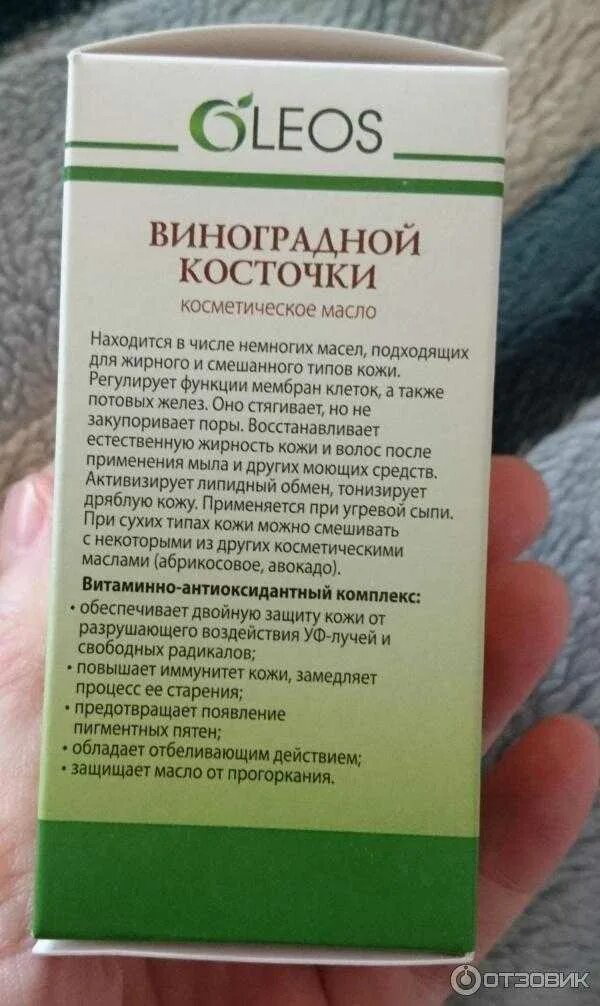 OLEOS
ВИНОГРАДНОЙ
КОСТОЧКИ
косметическое масло
Находится в числе немногих масел, подходящих
для жирного и смешанного типов кожи.
Регулирует функции мембран клеток, а также
потовых желез. Оно стягивает, но не
закупоривает поры. Восстанавливает
естественную жирность кожи и волос после
применения мыла и других моющих средств.
Активизирует липидный обмен, тонизирует
дряблую кожу. Применяется при угревой сыпи.
При сухих типах кожи можно смешивать
с некоторыми из других косметическими
маслами (абрикосовое, авокадо).
Витаминно-антиоксидантный комплекс:
• обеспечивает двойную защиту кожи от
разрушающего воздействия УФ-лучей и
свободных радикалов;
• повышает иммунитет кожи, замедляет
процесс ее старения;
• предотвращает появление
пигментных пятен;
• обладает отбеливающим действием;
• защищает масло от прогоркания.
ОТЗОВИК